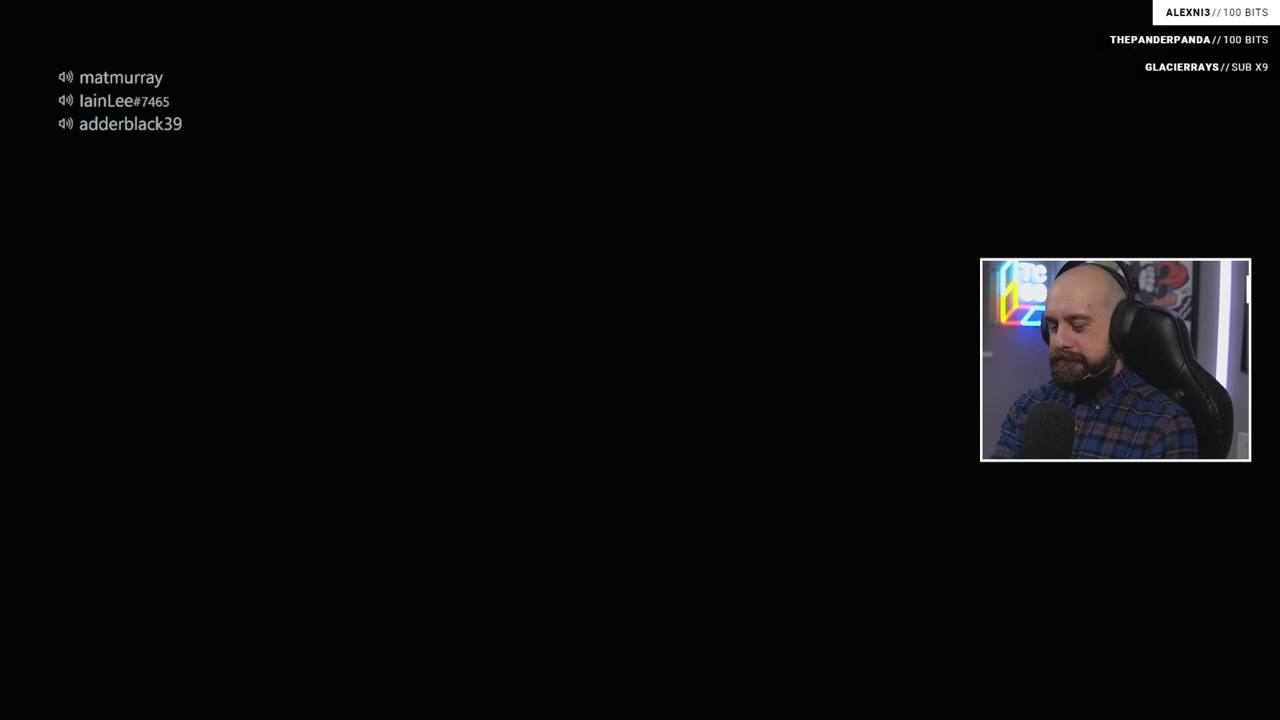 ALEXNI3//100 BITS
THEPANDERPANDA//100 BITS
GLACIERRAYS//SUB X9
matmurray
IainLee#7465
adderblack39